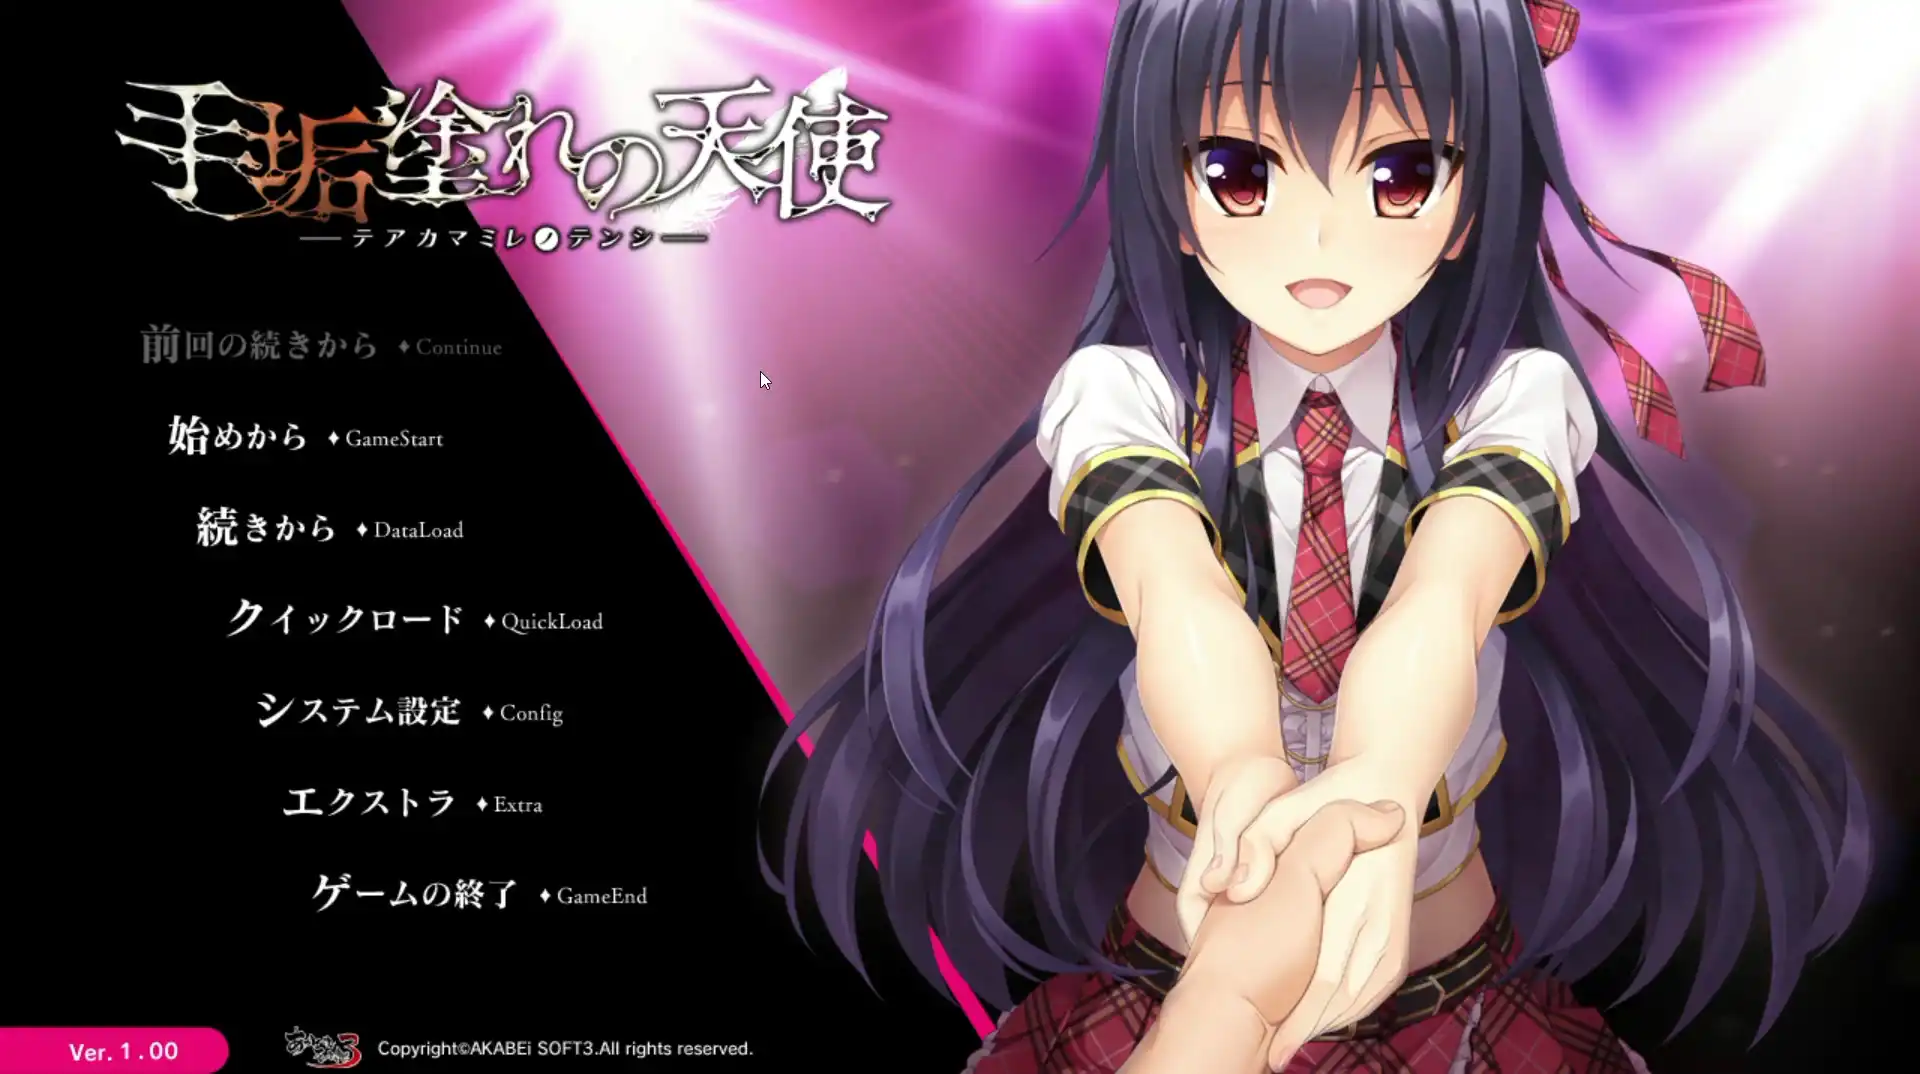 手垢塗れの天使
テアカマミレノテンシ
前回の続きから ♦ Continue
始めから ♦ GameStart
続きから ♦ DataLoad
クイックロード ♦ QuickLoad
システム設定 ♦ Config
エクストラ ♦ Extra
ゲームの終了 ♦ GameEnd
Ver. 1.00
Copyright©AKABEi SOFT3.All rights reserved.